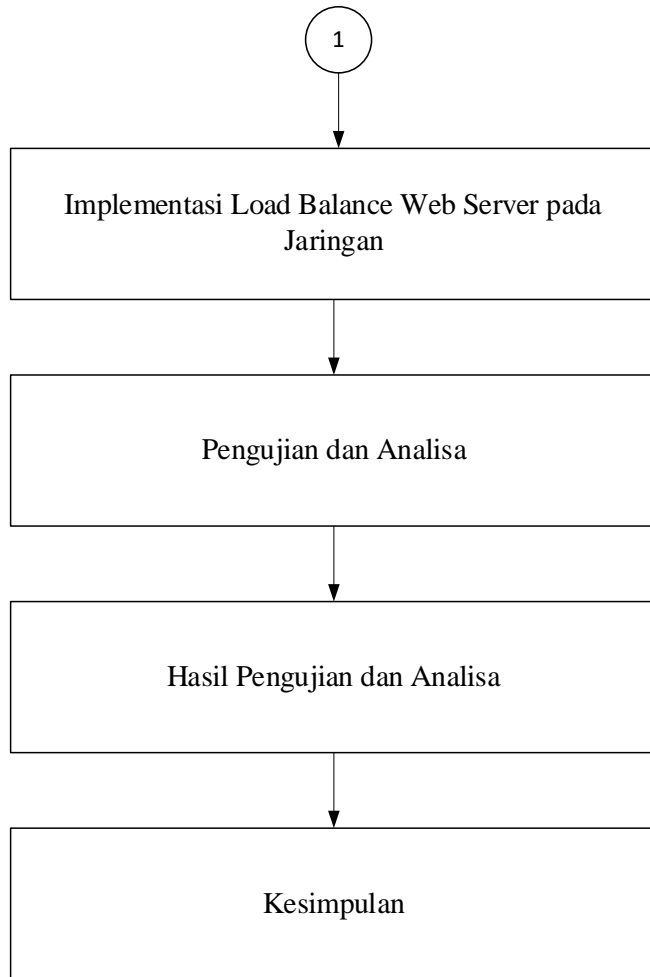 1
Implementasi Load Balance Web Server pada
Jaringan
Pengujian dan Analisa
Hasil Pengujian dan Analisa
Kesimpulan